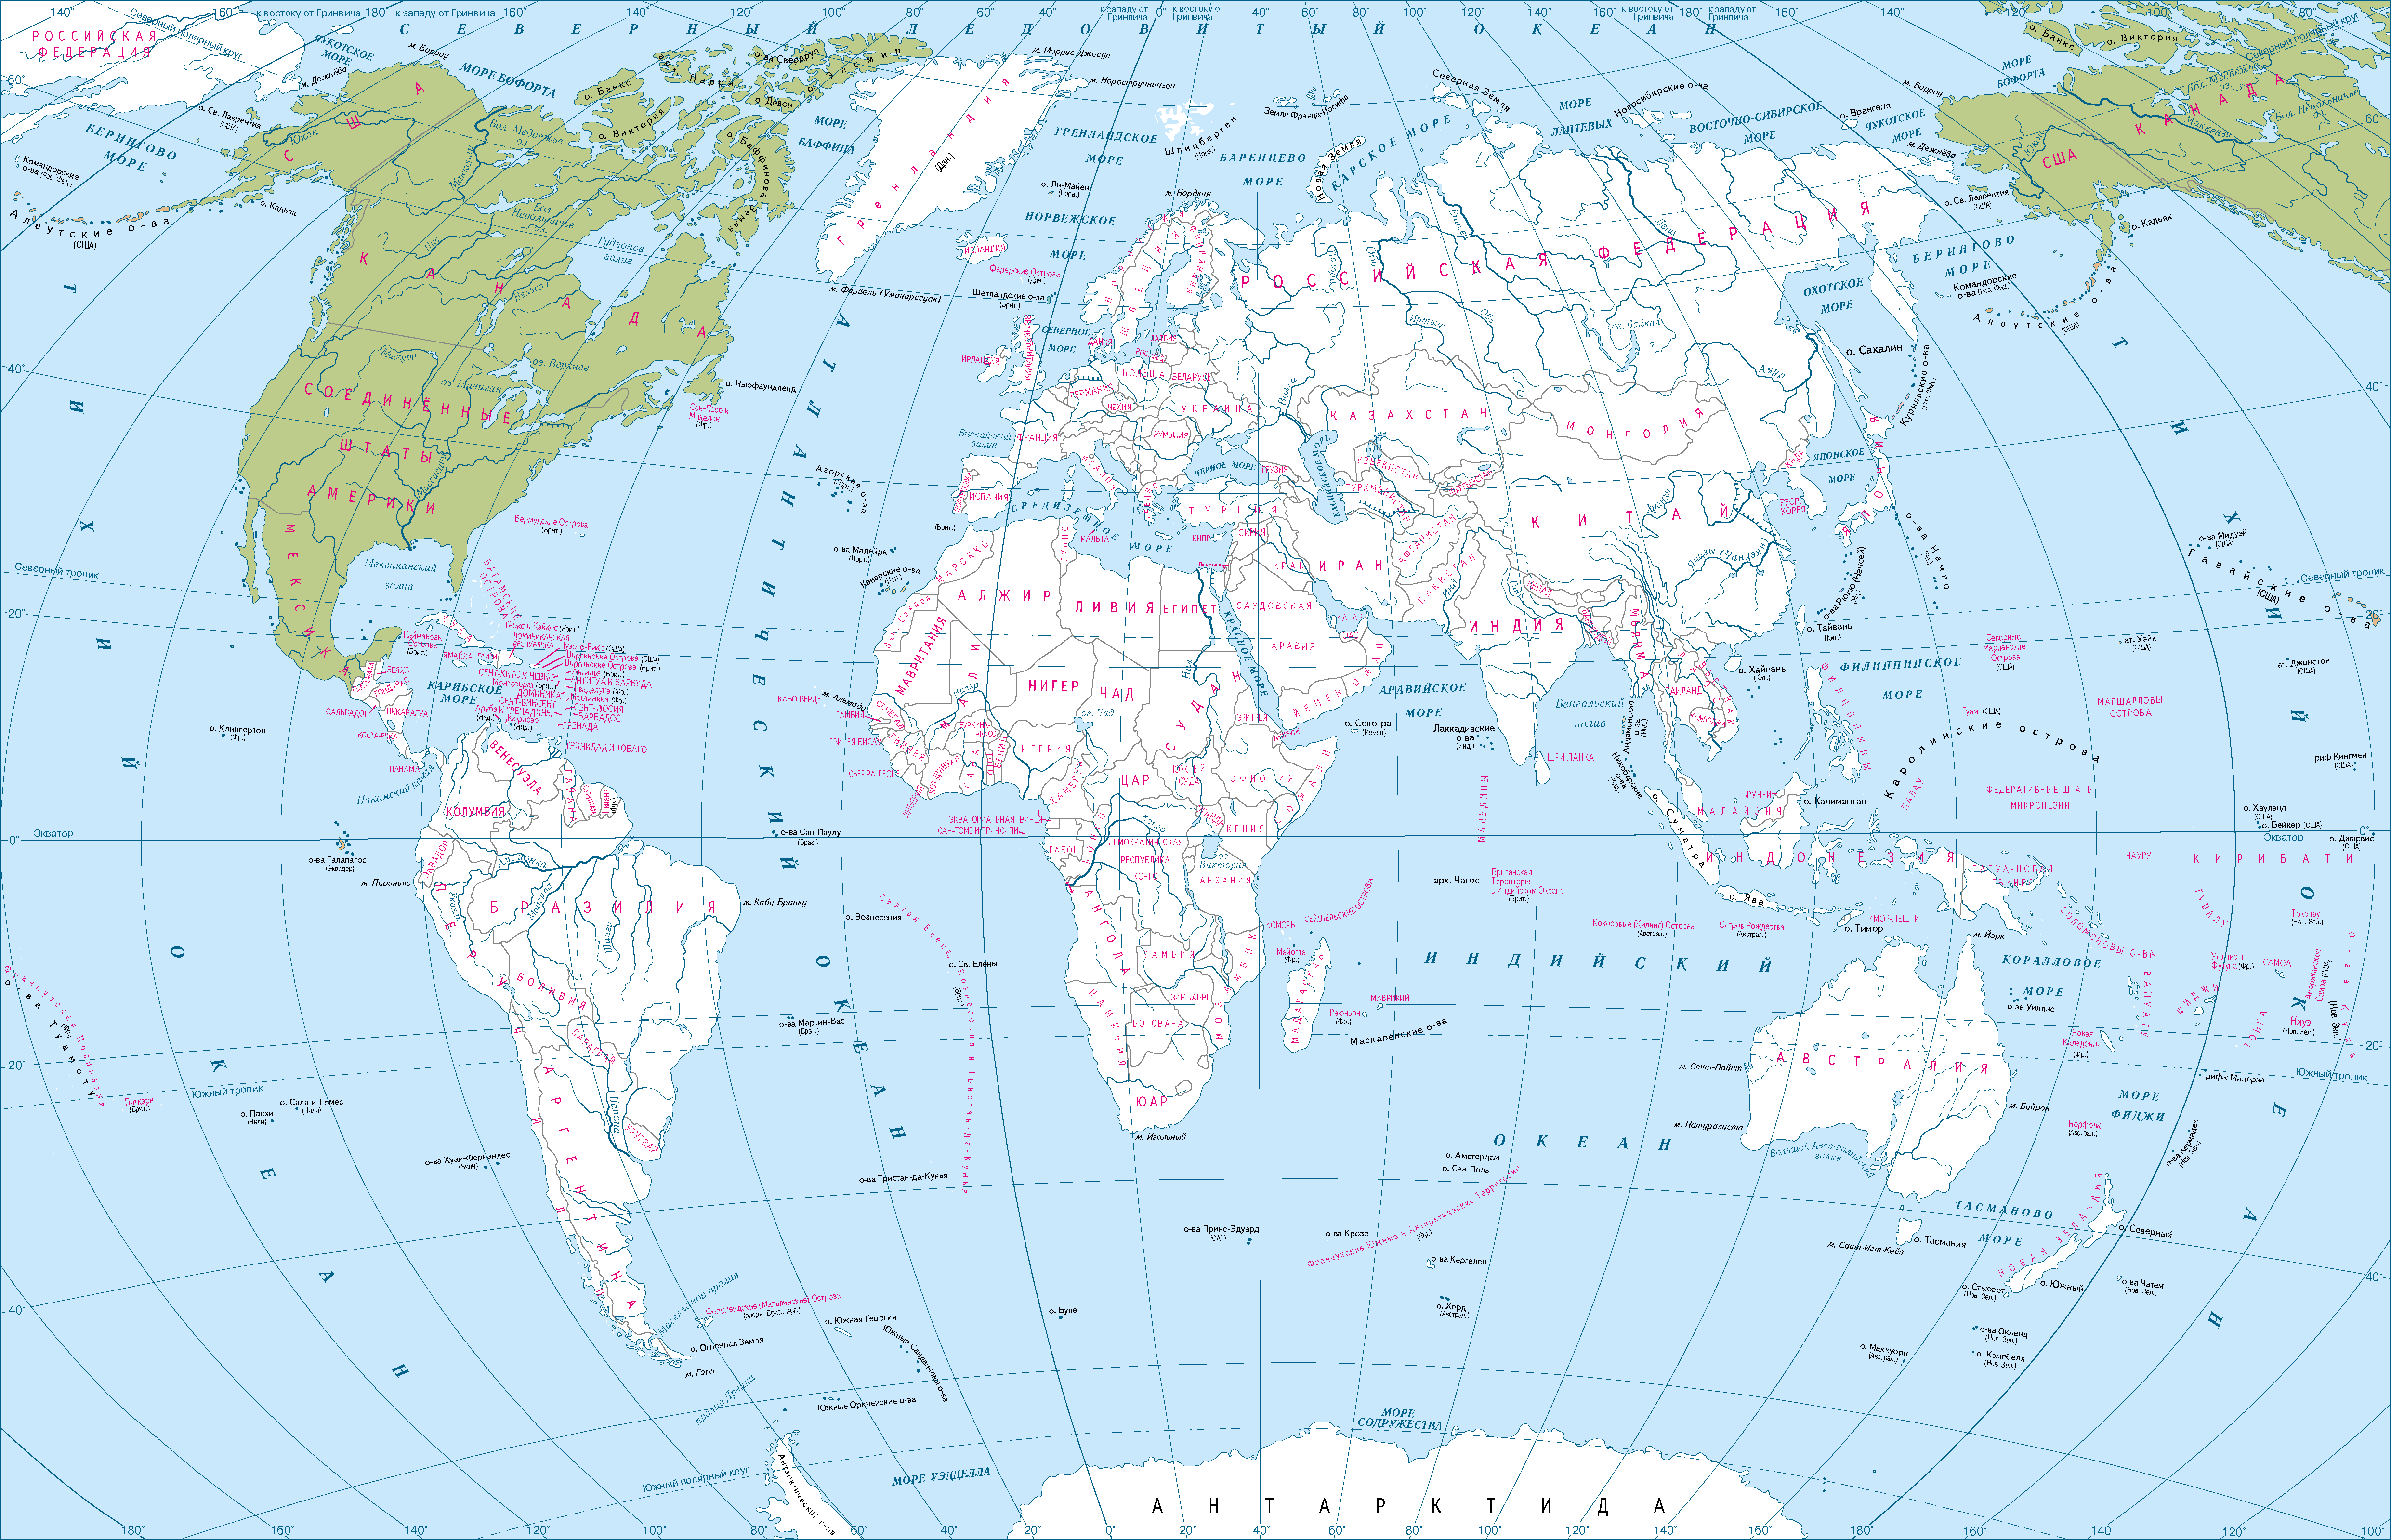 140°
160°
к востоку от Гринвича
180°
к западу от Гринвича
160°
140°
120°
100°
80°
60°
40°
к западу от
Гринвича
0°
к востоку от
Гринвича
40°
60°
80°
100°
120°
140°
160°
к востоку от
Гринвича
180°
к западу от
Гринвича
160°
140°
120°
100°
80°
СЕВЕРНЫЙ ЛЕДОВИТЫЙ ОКЕАН
РОССИЙСКАЯ
ФЕДЕРАЦИЯ
Северный полярный круг
ЧУКОТСКОЕ
МОРЕ
м. Барроу
м. Дежнёва
МОРЕ БОФОРТА
о. Банкс
о. Виктория
о-ва Свердруп
о. Элсмир
о. Девон
Баффинова Земля
МОРЕ
БАФФИНА
Гренландия
(Дат.)
м. Моррис-Джесуп
м. Нордструннинген
ГРЕНЛАНДСКОЕ
МОРЕ
Шпицберген
(Норв.)
Земля Франца-Иосифа
БАРЕНЦЕВО
МОРЕ
Новая Земля
КАРСКОЕ МОРЕ
Северная Земля
МОРЕ
ЛАПТЕВЫХ
Новосибирские о-ва
ВОСТОЧНО-СИБИРСКОЕ
МОРЕ
о. Врангеля
ЧУКОТСКОЕ
МОРЕ
м. Дежнёва
МОРЕ
БОФОРТА
м. Барроу
о. Банкс
о. Виктория
Северный полярный круг
Бол. Медвежье
оз.
Бол. Невольничье
оз.
Маккензи
КАНАДА
США
Юкон
о. Св. Лаврентия
(США)
о. Кадьяк
БЕРИНГОВО
МОРЕ
Командорские
о-ва (Рос. Фед.)
Алеутские о-ва
(США)
о. Св. Лаврентия
(США)
БЕРИНГОВО
МОРЕ
Командорские
о-ва (Рос. Фед.)
Алеутские о-ва
(США)
о. Кадьяк
США
Юкон
Маккензи
Бол. Медвежье
оз.
Бол.
Невольничье
оз.
Гудзонов
залив
КАНАДА
Нельсон
оз. Верхнее
оз. Мичиган
Миссури
Миссисипи
СОЕДИНЁННЫЕ
ШТАТЫ
АМЕРИКИ
МЕКСИКА
Мексиканский
залив
о. Ньюфаундленд
Сен-Пьер и
Микелон
(Фр.)
Бермудские Острова
(Брит.)
БАГАМСКИЕ
ОСТРОВА
КУБА
Теркс и Кайкос (Брит.)
ДОМИНИКАНСКАЯ
РЕСПУБЛИКА
Пуэрто-Рико (США)
Виргинские Острова (США)
Виргинские Острова (Брит.)
Ангилья (Брит.)
АНТИГУА И БАРБУДА
Гваделупа (Фр.)
Мартиника (Фр.)
СЕНТ-КИТС И НЕВИС
Монтсеррат (Брит.)
ДОМИНИКА
СЕНТ-ЛЮСИЯ
СЕНТ-ВИНСЕНТ
И ГРЕНАДИНЫ
БАРБАДОС
Аруба
(Нид.)
Кюрасао
(Нид.)
ГРЕНАДА
ТРИНИДАД И ТОБАГО
Каймановы
Острова
(Брит.)
ЯМАЙКА
ГАИТИ
КАРИБСКОЕ
МОРЕ
БЕЛИЗ
ГВАТЕМАЛА
ГОНДУРАС
САЛЬВАДОР
НИКАРАГУА
КОСТА-РИКА
ПАНАМА
Панамский канал
о. Клиппертон
(Фр.)
ВЕНЕСУЭЛА
ГАЙАНА
СУРИНАМ
КОЛУМБИЯ
ЭКВАДОР
о-ва Галапагос
(Эквадор)
м. Париньяс
ПЕРУ
Амазонка
Мадейра
Укаяли
Шингу
БРАЗИЛИЯ
м. Кабу-Бранку
БОЛИВИЯ
ПАРАГВАЙ
ЧИЛИ
АРГЕНТИНА
УРУГВАЙ
Парана
о. Пасхи
(Чили)
о. Сала-и-Гомес
(Чили)
о-ва Хуан-Фернандес
(Чили)
Питкэрн
(Брит.)
Французская Полинезия
(Фр.)
о-ва Туамоту
Магелланов пролив
Фолклендские (Мальвинские) Острова
(оспор. Брит., Арг.)
о. Огненная Земля
м. Горн
пролив Дрейка
о. Южная Георгия
Южные Сандвичевы о-ва
Южные Оркнейские о-ва
Антарктический п-ов
МОРЕ УЭДДЕЛЛА
Южный полярный круг
АНТАРКТИДА
МОРЕ
СОДРУЖЕСТВА
ТИХИЙ ОКЕАН
АТЛАНТИЧЕСКИЙ ОКЕАН
ИНДИЙСКИЙ
ОКЕАН
ТИХИЙ ОКЕАН
Северный тропик
Экватор
Южный тропик
Северный тропик
Экватор
Южный тропик
м. Фарвель (Уманарссуак)
о. Ян-Майен
(Норв.)
НОРВЕЖСКОЕ
МОРЕ
м. Нордкин
ИСЛАНДИЯ
Фарерские Острова
(Дат.)
Шетландские о-ва
(Брит.)
СЕВЕРНОЕ
МОРЕ
ИРЛАНДИЯ
ВЕЛИКОБРИТАНИЯ
НОРВЕГИЯ
ШВЕЦИЯ
ФИНЛЯНДИЯ
ДАНИЯ
ЛАТВИЯ
РОС. ФЕД.
ПОЛЬША
БЕЛАРУСЬ
ГЕРМАНИЯ
ЧЕХИЯ
УКРАИНА
РУМЫНИЯ
ФРАНЦИЯ
Бискайский
залив
ИСПАНИЯ
ПОРТУГАЛИЯ
ИТАЛИЯ
ГРЕЦИЯ
(Брит.)
СРЕДИЗЕМНОЕ
МОРЕ
МАЛЬТА
КИПР
ЧЕРНОЕ МОРЕ
ГРУЗИЯ
ТУРЦИЯ
СИРИЯ
Азорские о-ва
(Порт.)
о-ва Мадейра
(Порт.)
Канарские о-ва
(Исп.)
МАРОККО
ТУНИС
Зап. Сахара
АЛЖИР
ЛИВИЯ
ЕГИПЕТ
МАВРИТАНИЯ
МАЛИ
НИГЕР
ЧАД
СУДАН
Нил
Нигер
оз. Чад
КАБО-ВЕРДЕ
м. Альмади
СЕНЕГАЛ
ГАМБИЯ
ГВИНЕЯ-БИСАУ
ГВИНЕЯ
СЬЕРРА-ЛЕОНЕ
ЛИБЕРИЯ
КОТ-ДИВУАР
БУРКИНА
-ФАСО
ГАНА
ТОГО
БЕНИН
НИГЕРИЯ
КАМЕРУН
ЦАР
ЮЖНЫЙ
СУДАН
ЭРИТРЕЯ
ДЖИБУТИ
ЭФИОПИЯ
СОМАЛИ
УГАНДА
КЕНИЯ
оз.
Виктория
ТАНЗАНИЯ
ЭКВАТОРИАЛЬНАЯ ГВИНЕЯ
САН-ТОМЕ И ПРИНСИПИ
ГАБОН
КОНГО
Конго
ДЕМОКРАТИЧЕСКАЯ
РЕСПУБЛИКА
КОНГО
АНГОЛА
ЗАМБИЯ
МОЗАМБИК
ЗИМБАБВЕ
БОТСВАНА
НАМИБИЯ
ЮАР
м. Игольный
МАДАГАСКАР
КОМОРЫ
Майотта
(Фр.)
СЕЙШЕЛЬСКИЕ ОСТРОВА
МАВРИКИЙ
Реюньон
(Фр.)
Маскаренские о-ва
о-ва Сан-Паулу
(Браз.)
о. Вознесения
о. Св. Елены
Святая Елена, Вознесения и Тристан-да-Кунья
(Брит.)
о-ва Мартин-Вас
(Браз.)
о-ва Тристан-да-Кунья
о. Буве
о-ва Принс-Эдуард
(ЮАР)
о-ва Крозе
Французские Южные и Антарктические Территории
(Фр.)
о-ва Кергелен
о. Херд
(Австрал.)
о. Амстердам
о. Сен-Поль
РОССИЙСКАЯ ФЕДЕРАЦИЯ
Печора
Обь
Енисей
Лена
Иртыш
Обь
оз. Байкал
Амур
Волга
КАСПИЙСКОЕ МОРЕ
КАЗАХСТАН
УЗБЕКИСТАН
ТУРКМЕНИСТАН
КЫРГЫЗСТАН
МОНГОЛИЯ
КИТАЙ
Хуанхэ
Янцзы (Чанцзян)
ОХОТСКОЕ
МОРЕ
о. Сахалин
Курильские о-ва
(Рос. Фед.)
ЯПОНИЯ
ЯПОНСКОЕ
МОРЕ
КНДР
РЕСП.
КОРЕЯ
о-ва Нампо
(Яп.)
о-ва Рюкю (Нансей)
(Яп.)
о. Тайвань
(Кит.)
о. Хайнань
(Кит.)
ИРАК
ИРАН
АФГАНИСТАН
ПАКИСТАН
НЕПАЛ
Инд
Ганг
ИНДИЯ
МЬЯНМА
ТАИЛАНД
ВЬЕТНАМ
КАМБОДЖА
САУДОВСКАЯ
АРАВИЯ
КАТАР
ОАЭ
ОМАН
ЙЕМЕН
КРАСНОЕ МОРЕ
АРАВИЙСКОЕ
МОРЕ
о. Сокотра
(Йемен)
Лаккадивские
о-ва
(Инд.)
Бенгальский
залив
Андаманские
о-ва
(Инд.)
Никобарские
о-ва
(Инд.)
ШРИ-ЛАНКА
МАЛЬДИВЫ
арх. Чагос
Британская
Территория
в Индийском Океане
(Брит.)
Кокосовые (Килинг) Острова
(Австрал.)
Остров Рождества
(Австрал.)
МАЛАЙЗИЯ
БРУНЕЙ
о. Калимантан
о. Суматра
ИНДОНЕЗИЯ
о. Ява
ТИМОР-ЛЕШТИ
о. Тимор
ФИЛИППИНЫ
ФИЛИППИНСКОЕ
МОРЕ
Северные
Марианские
Острова
(США)
Гуам (США)
Каролинские острова
ПАЛАУ
ФЕДЕРАТИВНЫЕ ШТАТЫ
МИКРОНЕЗИИ
МАРШАЛЛОВЫ
ОСТРОВА
о-ва Мидуэй
(США)
Гавайские о-ва
(США)
ат. Уэйк
(США)
ат. Джонстон
(США)
риф Кингмен
(США)
о. Хауленд
(США)
о. Бейкер (США)
о. Джарвис
(США)
НАУРУ
КИРИБАТИ
ПАПУА-НОВАЯ
ГВИНЕЯ
СОЛОМОНОВЫ О-ВА
ТУВАЛУ
Токелау
(Нов. Зел.)
Уоллис и
Футуна (Фр.)
САМОА
Американское
Самоа (США)
О-ва Кука
(Нов. Зел.)
ВАНУАТУ
ФИДЖИ
ТОНГА
Ниуэ
(Нов. Зел.)
Новая
Каледония
(Фр.)
м. Йорк
КОРАЛЛОВОЕ
МОРЕ
о-ва Уиллис
АВСТРАЛИЯ
м. Стип-Пойнт
м. Натуралиста
м. Байрон
Большой Австралийский
залив
рифы Минерва
МОРЕ
ФИДЖИ
Норфолк
(Австрал.)
о-ва Кермадек
(Нов. Зел.)
ТАСМАНОВО
МОРЕ
м. Саут-Ист-Кейп
о. Тасмания
НОВАЯ ЗЕЛАНДИЯ
о. Северный
о. Южный
о. Стьюарт
(Нов. Зел.)
о-ва Чатем
(Нов. Зел.)
о-ва Окленд
(Нов. Зел.)
о. Кэмпбелл
(Нов. Зел.)
о. Маккуори
(Австрал.)
60°
40°
20°
0°
20°
40°
60°
40°
20°
0°
20°
40°
180°
160°
140°
120°
100°
80°
60°
40°
20°
0°
20°
40°
60°
80°
100°
120°
140°
160°
180°
160°
140°
120°
100°